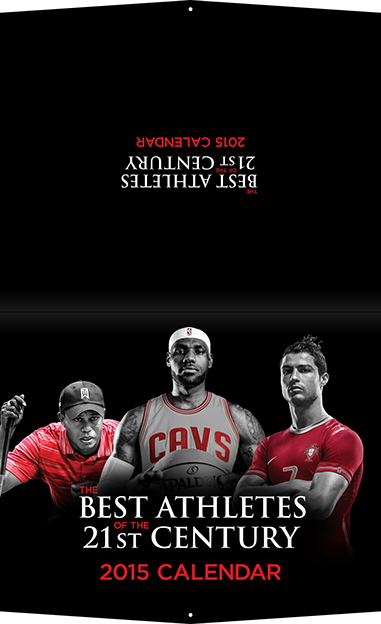 2015 CALENDAR
21ST CENTURY
OF THE
BEST ATHLETES
THE
CAVS
SPALDING
7
THE
BEST ATHLETES
OF THE
21ST CENTURY
2015 CALENDAR